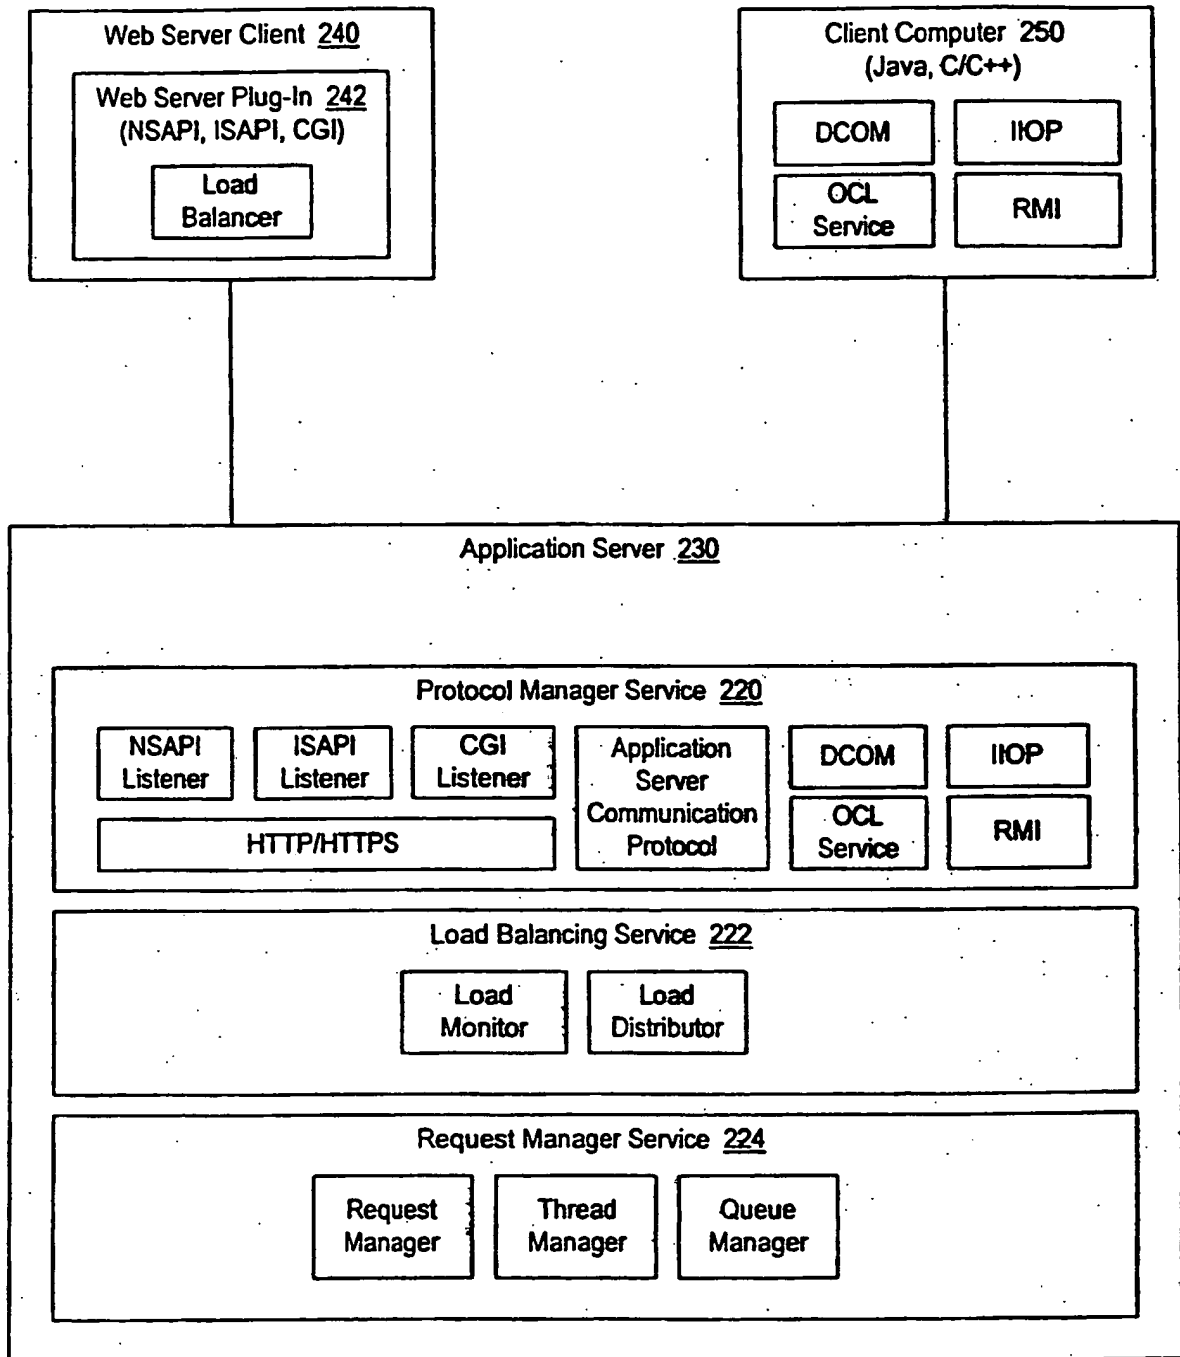 Web Server Client 240
Web Server Plug-In 242
(NSAPI, ISAPI, CGI)
Load
Balancer
Client Computer 250
(Java, C/C++)
DCOM
IIOP
OCL
Service
RMI
Application Server 230
Protocol Manager Service 220
NSAPI
Listener
ISAPI
Listener
CGI
Listener
HTTP/HTTPS
Application
Server
Communication
Protocol
DCOM
IIOP
OCL
Service
RMI
Load Balancing Service 222
Load
Monitor
Load
Distributor
Request Manager Service 224
Request
Manager
Thread
Manager
Queue
Manager